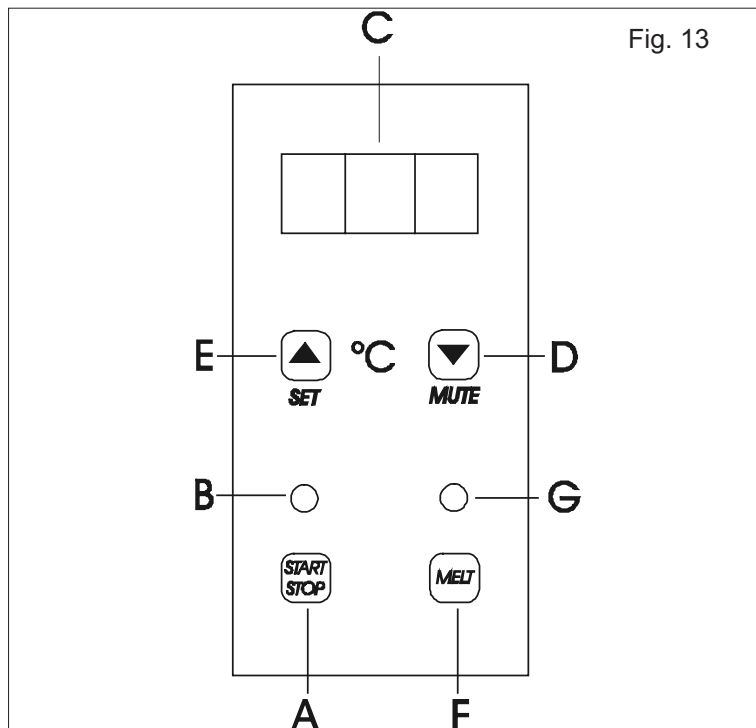 C
Fig. 13
E ▲ °C ▼ D
SET MUTE
B G
START
STOP
MELT
A F